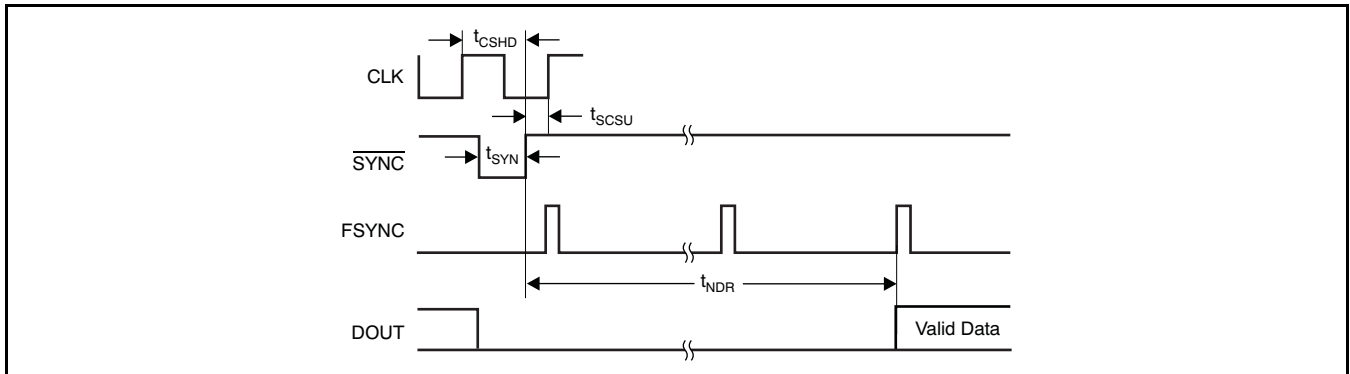 tCSHD
CLK
tSCSU
SYNC
tSYN
FSYNC
tNDR
DOUT
Valid Data